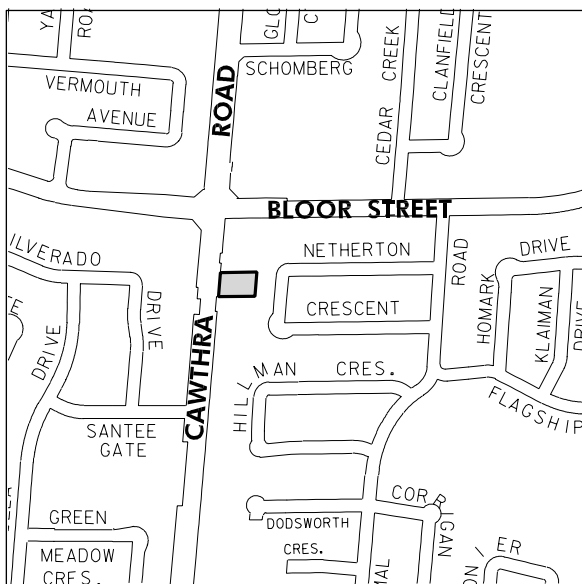 SCHOMBERG
CEDAR CREEK
CLANFIELD
CRESCENT
VERMOUTH
AVENUE
CAWTHRA ROAD
BLOOR STREET
NETHERTON
CRESCENT
ROAD
HOMARK
DRIVE
KLAIMAN
FLAGSHIP
DRIVE
DRIVE
SANTEE
GATE
HILLMAN CRES.
CORRIGAN
DODSWORTH
CRES.
GREEN
MEADOW
CRES.